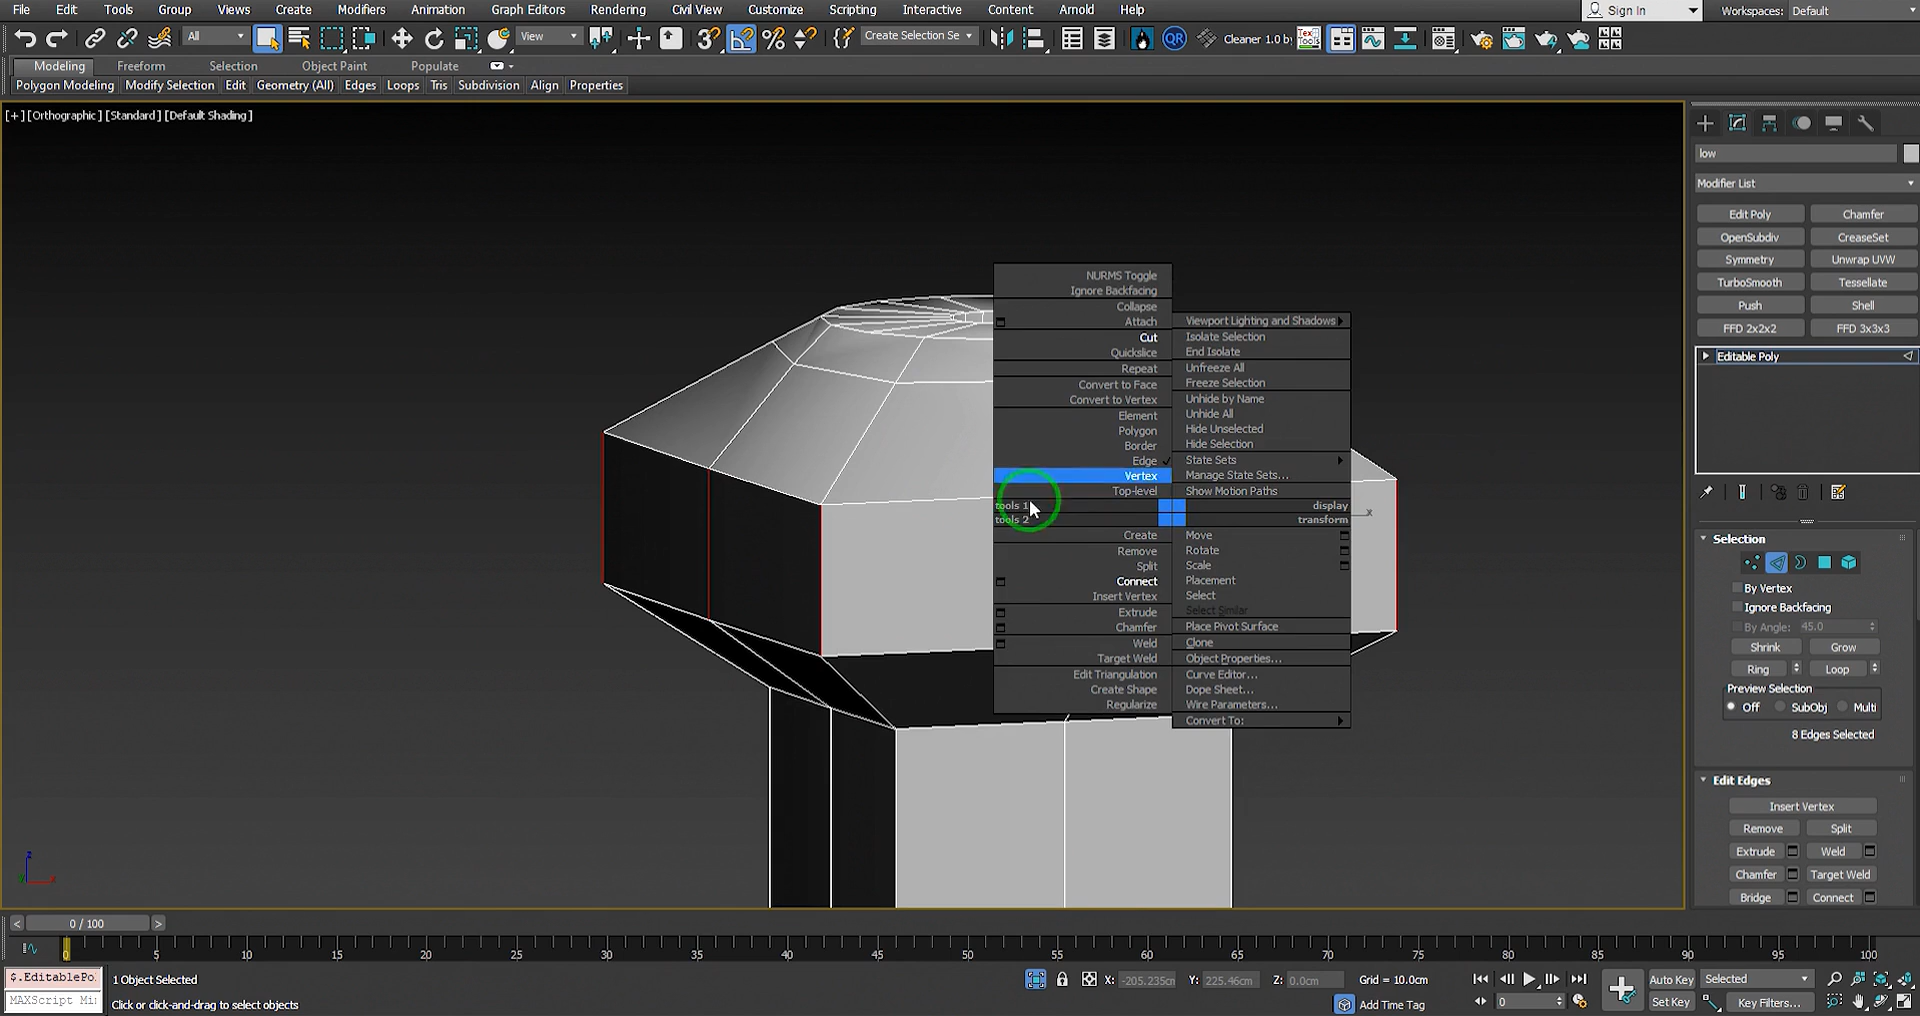 File Edit Tools Group Views Create Modifiers Animation Graph Editors Rendering Civil View Customize Scripting Interactive Content Arnold Help Sign In Workspaces: Default
All View Create Selection Se QR Cleaner 1.0 by TexTools
Modeling Freeform Selection Object Paint Populate
Polygon Modeling Modify Selection Edit Geometry (All) Edges Loops Tris Subdivision Align Properties
[+] [Orthographic] [Standard] [Default Shading]
low
Modifier List
Edit Poly Chamfer
OpenSubdiv CreaseSet
Symmetry Unwrap UVW
TurboSmooth Tessellate
Push Shell
FFD 2x2x2 FFD 3x3x3
Editable Poly
NURMS Toggle
Ignore Backfacing
Collapse
Attach
Cut
Quickslice
Repeat
Convert to Face
Convert to Vertex
Element
Polygon
Border
Edge
Vertex
Top-level
tools 1
tools 2
Create
Remove
Split
Connect
Insert Vertex
Extrude
Chamfer
Weld
Target Weld
Edit Triangulation
Create Shape
Regularize
Viewport Lighting and Shadows
Isolate Selection
End Isolate
Unfreeze All
Freeze Selection
Unhide by Name
Unhide All
Hide Unselected
Hide Selection
State Sets
Manage State Sets...
Show Motion Paths
display
transform
Move
Rotate
Scale
Placement
Select
Select Similar
Place Pivot Surface
Clone
Object Properties...
Curve Editor...
Dope Sheet...
Wire Parameters...
Convert To:
x
Selection
By Vertex
Ignore Backfacing
By Angle: 45.0
Shrink Grow
Ring Loop
Preview Selection
Off SubObj Multi
8 Edges Selected
Edit Edges
Insert Vertex
Remove Split
Extrude Weld
Chamfer Target Weld
Bridge Connect
z
y x
< 0 / 100 >
0 5 10 15 20 25 30 35 40 45 50 55 60 65 70 75 80 85 90 95 100
$.EditablePo. 1 Object Selected X: -205.235cm Y: 225.46cm Z: 0.0cm Grid = 10.0cm Auto Key Selected
MAXScript Mi: Click or click-and-drag to select objects Add Time Tag 0 Set Key Key Filters...